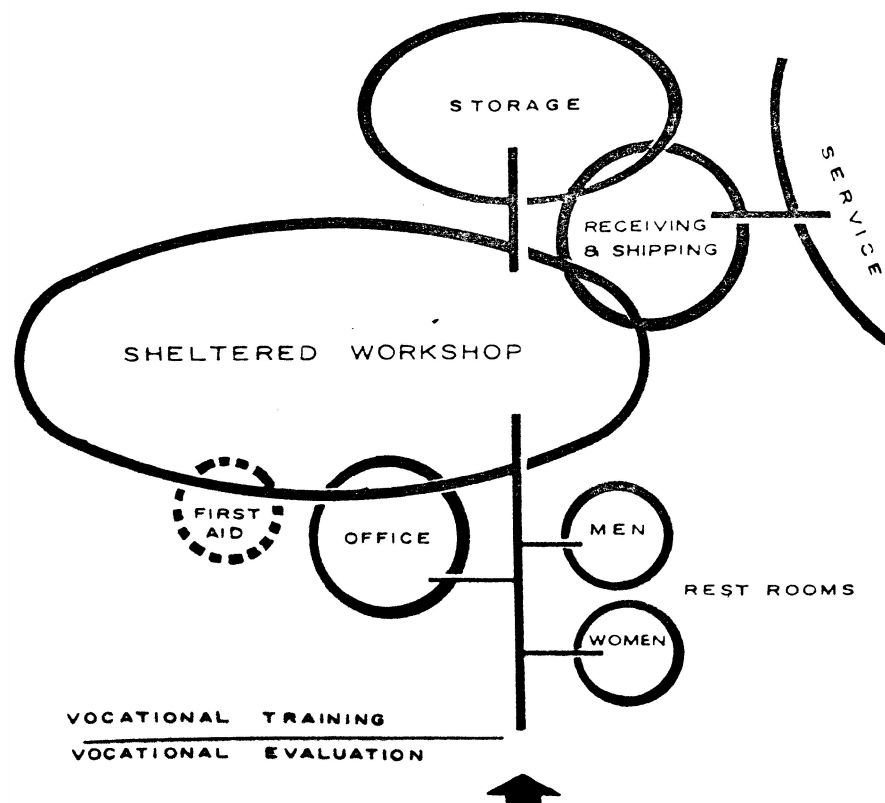 STORAGE
SERVICE
RECEIVING
& SHIPPING
SHELTERED WORKSHOP
FIRST
AID
OFFICE
MEN
REST ROOMS
WOMEN
VOCATIONAL TRAINING
VOCATIONAL EVALUATION